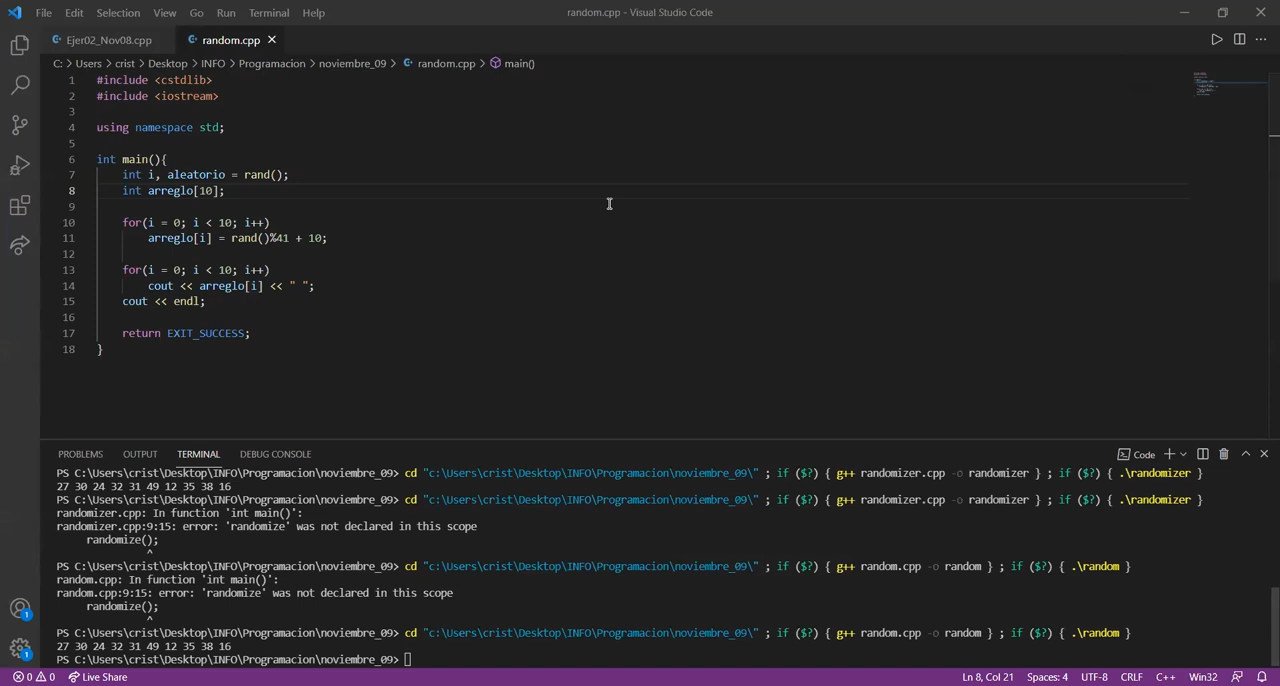 File Edit Selection View Go Run Terminal Help random.cpp - Visual Studio Code
Ejer02_Nov08.cpp random.cpp
C: > Users > crist > Desktop > INFO > Programacion > noviembre_09 > random.cpp > main()
1 #include <cstdlib>
2 #include <iostream>
3
4 using namespace std;
5
6 int main(){
7 int i, aleatorio = rand();
8 int arreglo[10];
9
10 for(i = 0; i < 10; i++)
11 arreglo[i] = rand()%41 + 10;
12
13 for(i = 0; i < 10; i++)
14 cout << arreglo[i] << " ";
15 cout << endl;
16
17 return EXIT_SUCCESS;
18 }
PROBLEMS OUTPUT TERMINAL DEBUG CONSOLE Code
PS C:\Users\crist\Desktop\INFO\Programacion\noviembre_09> cd "c:\Users\crist\Desktop\INFO\Programacion\noviembre_09\" ; if ($?) { g++ randomizer.cpp -o randomizer } ; if ($?) { .\randomizer }
27 30 24 32 31 49 12 35 38 16
PS C:\Users\crist\Desktop\INFO\Programacion\noviembre_09> cd "c:\Users\crist\Desktop\INFO\Programacion\noviembre_09\" ; if ($?) { g++ randomizer.cpp -o randomizer } ; if ($?) { .\randomizer }
randomizer.cpp: In function 'int main()':
randomizer.cpp:9:15: error: 'randomize' was not declared in this scope
randomize();
^
PS C:\Users\crist\Desktop\INFO\Programacion\noviembre_09> cd "c:\Users\crist\Desktop\INFO\Programacion\noviembre_09\" ; if ($?) { g++ random.cpp -o random } ; if ($?) { .\random }
random.cpp: In function 'int main()':
random.cpp:9:15: error: 'randomize' was not declared in this scope
randomize();
^
PS C:\Users\crist\Desktop\INFO\Programacion\noviembre_09> cd "c:\Users\crist\Desktop\INFO\Programacion\noviembre_09\" ; if ($?) { g++ random.cpp -o random } ; if ($?) { .\random }
27 30 24 32 31 49 12 35 38 16
PS C:\Users\crist\Desktop\INFO\Programacion\noviembre_09>
1
1
0 0 Live Share Ln 8, Col 21 Spaces: 4 UTF-8 CRLF C++ Win32